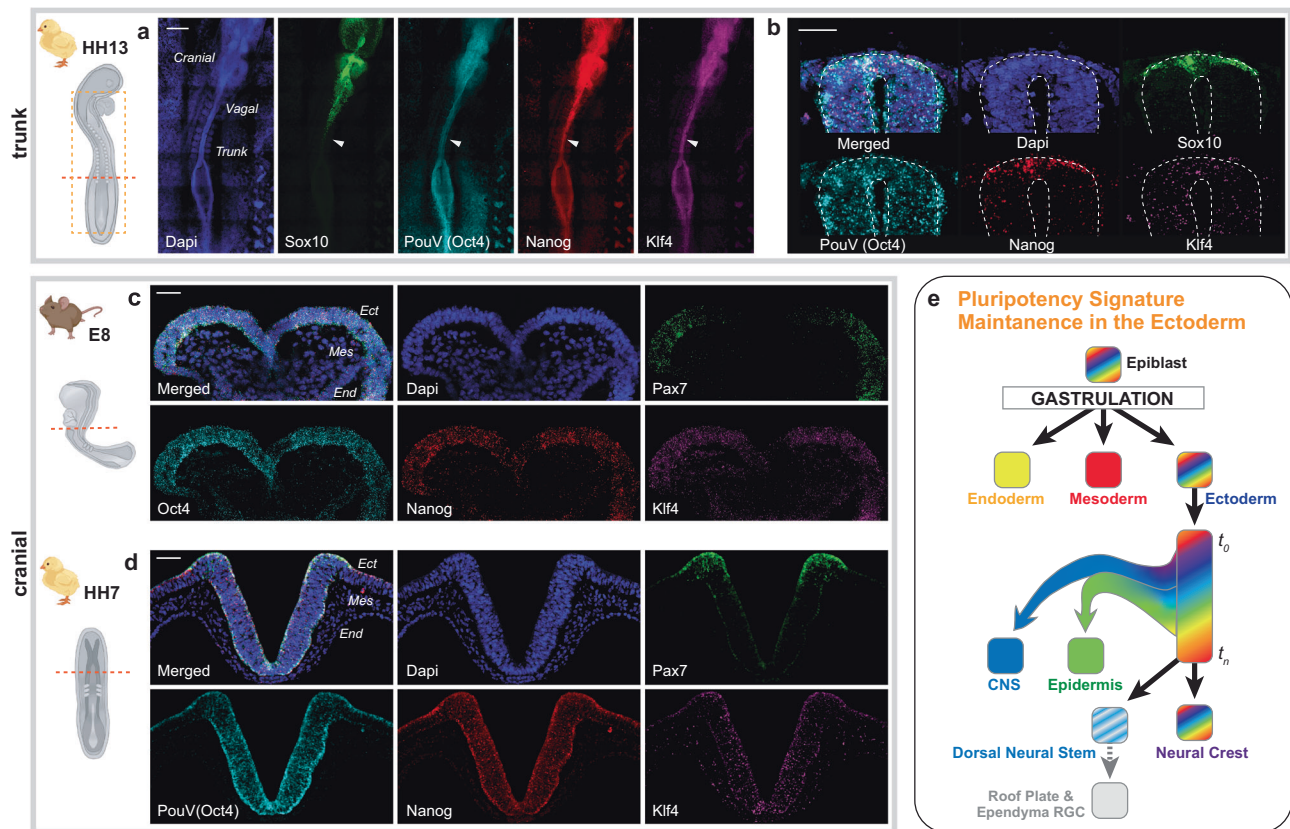 trunk
HH13
a
Cranial
Vagal
Trunk
Dapi
Sox10
PouV (Oct4)
Nanog
Klf4
b
Merged
Dapi
Sox10
PouV (Oct4)
Nanog
Klf4
cranial
E8
c
Ect
Mes
End
Merged
Dapi
Pax7
Oct4
Nanog
Klf4
HH7
d
Ect
Mes
End
Merged
Dapi
Pax7
PouV(Oct4)
Nanog
Klf4
e
Pluripotency Signature
Maintanence in the Ectoderm
Epiblast
GASTRULATION
Endoderm
Mesoderm
Ectoderm
t0
tn
CNS
Epidermis
Dorsal Neural Stem
Neural Crest
Roof Plate &
Ependyma RGC